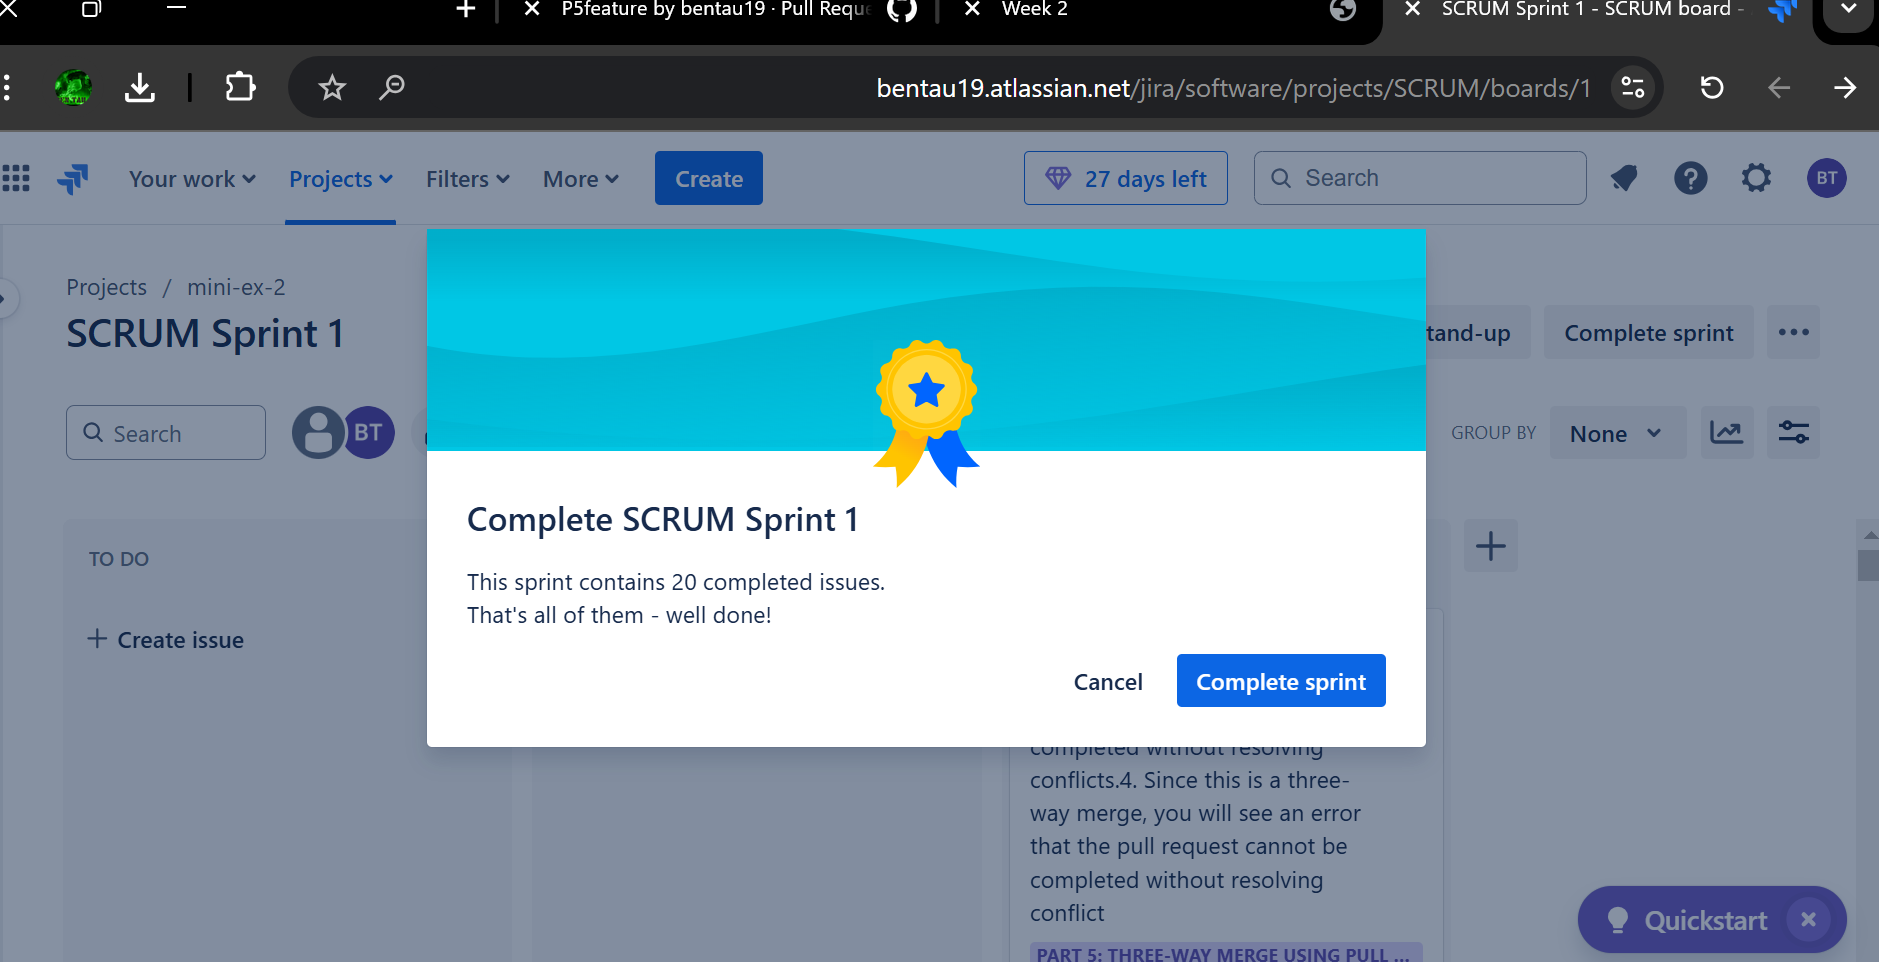 P5feature by bentau19 · Pull Reque
Week 2
SCRUM Sprint 1 - SCRUM board -
bentau19.atlassian.net/jira/software/projects/SCRUM/boards/1
Your work
Projects
Filters
More
Create
27 days left
Search
BT
Projects / mini-ex-2
SCRUM Sprint 1
tand-up
Complete sprint
Search
BT
GROUP BY
None
Complete SCRUM Sprint 1
This sprint contains 20 completed issues.
That's all of them - well done!
Cancel
Complete sprint
TO DO
+ Create issue
completed without resolving
conflicts.4. Since this is a three-
way merge, you will see an error
that the pull request cannot be
completed without resolving
conflict
PART 5: THREE-WAY MERGE USING PULL ...
Quickstart